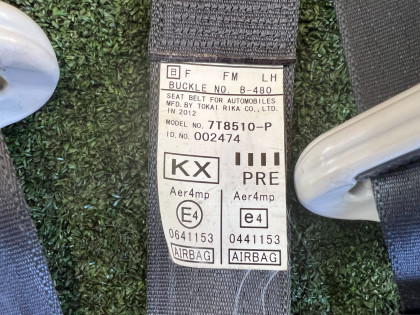 B F FM LH
BUCKLE NO. B-480
SEAT BELT FOR AUTOMOBILES
MFD. BY TOKAI RIKA CO., LTD.
IN 2012
MODEL NO. 7T8510-P
ID.NO. 002474
KX PRE
Aer4mp Aer4mp
E4 e4
0641153 0441153
AIRBAG AIRBAG